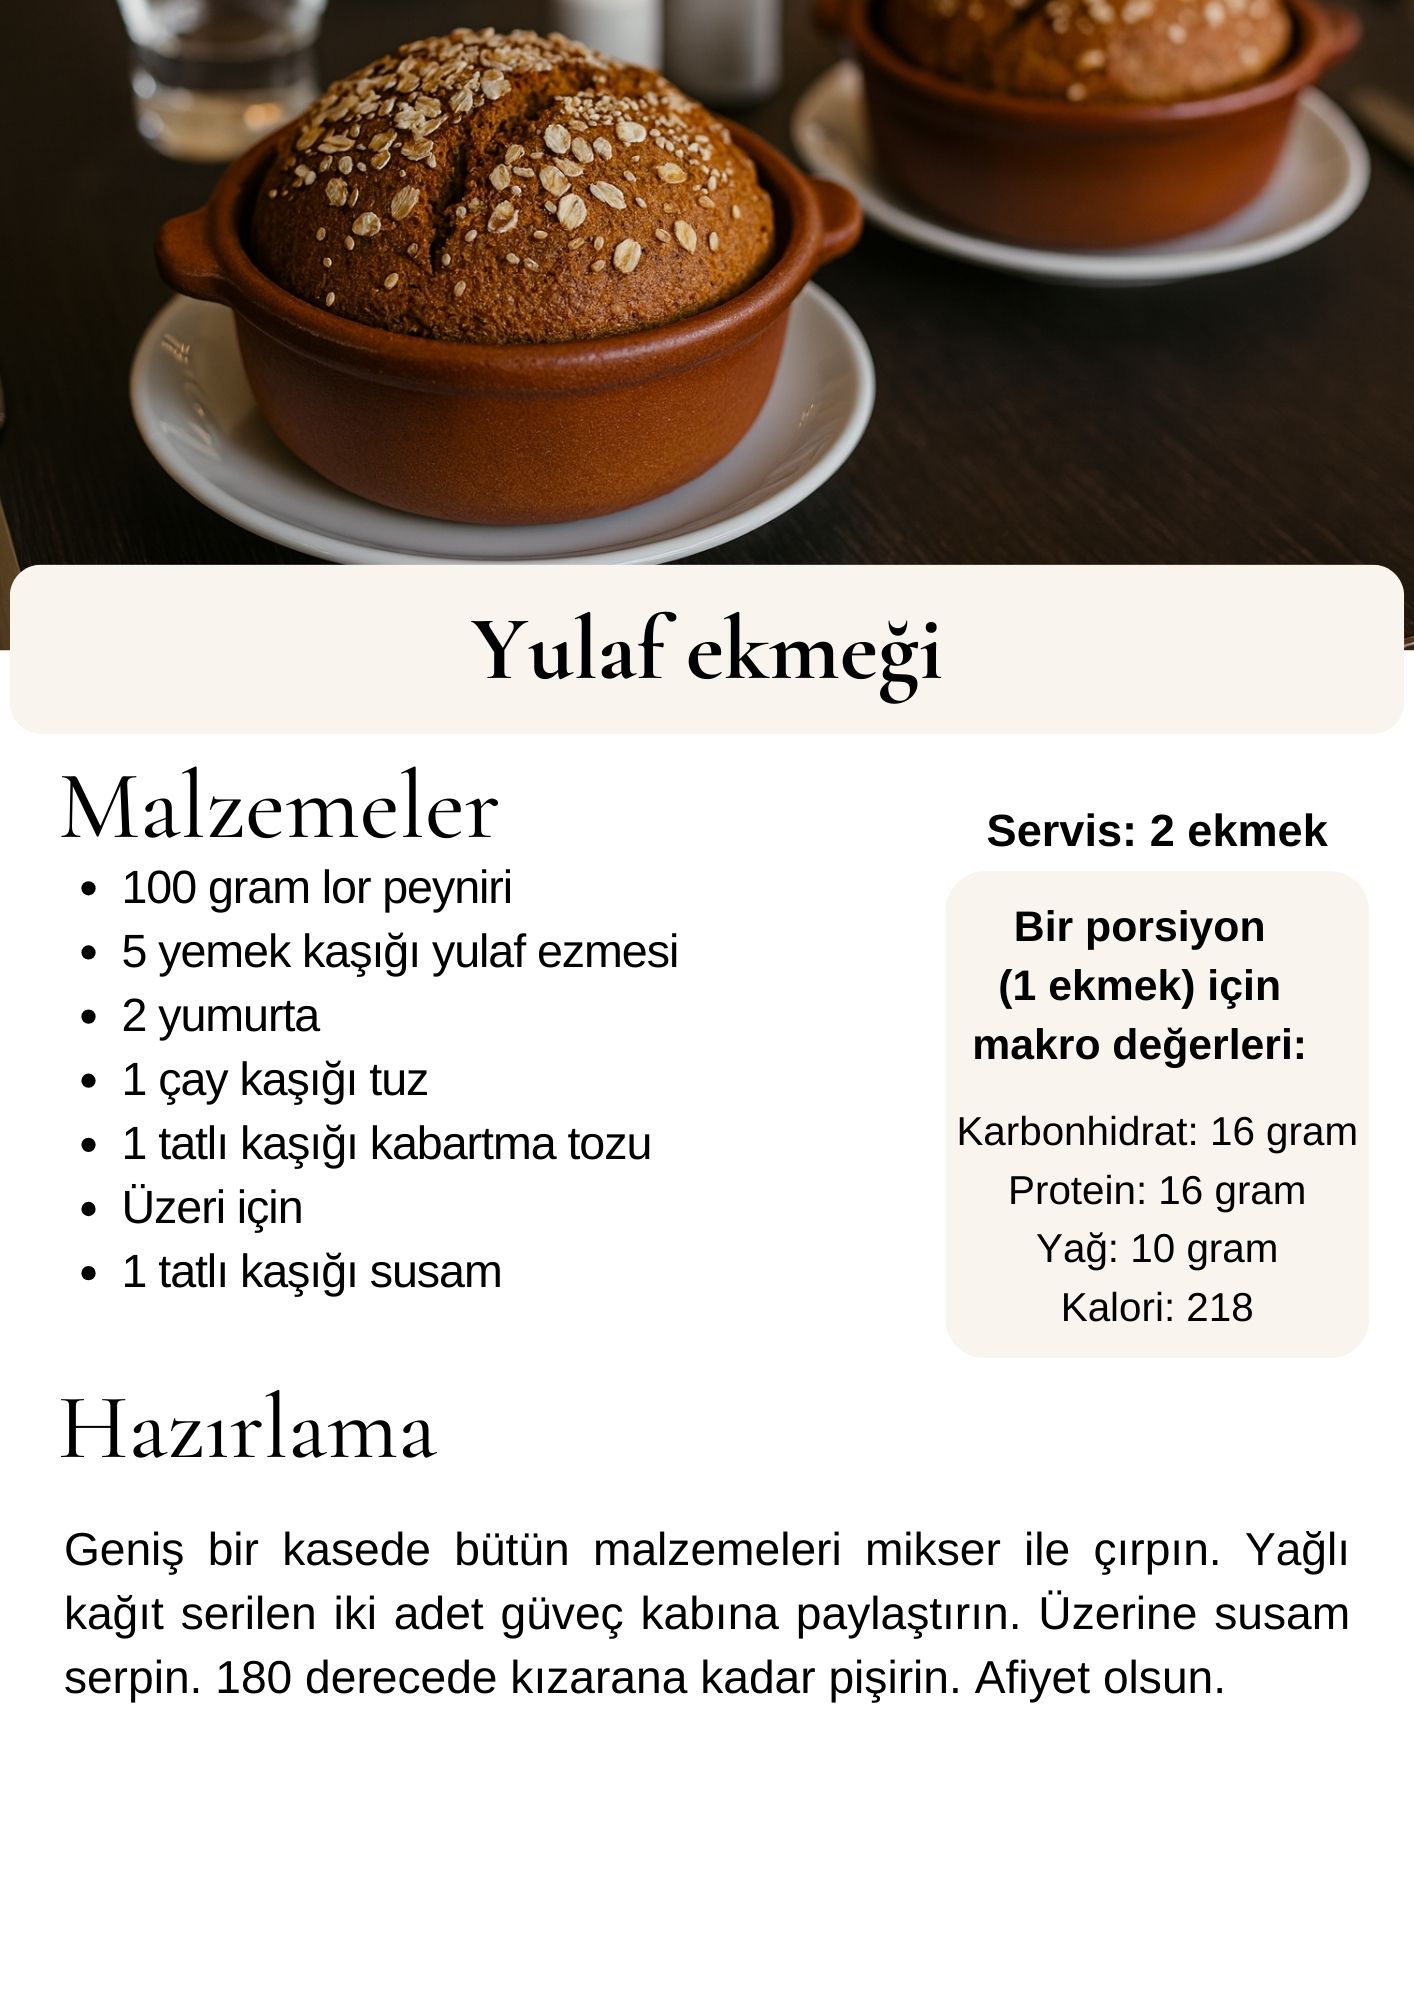 Yulaf ekmeği
Malzemeler
• 100 gram lor peyniri
• 5 yemek kaşığı yulaf ezmesi
• 2 yumurta
• 1 çay kaşığı tuz
• 1 tatlı kaşığı kabartma tozu
• Üzeri için
• 1 tatlı kaşığı susam
Servis: 2 ekmek
Bir porsiyon
(1 ekmek) için
makro değerleri:
Karbonhidrat: 16 gram
Protein: 16 gram
Yağ: 10 gram
Kalori: 218
Hazırlama
Geniş bir kasede bütün malzemeleri mikser ile çırpın. Yağlı
kağıt serilen iki adet güveç kabına paylaştırın. Üzerine susam
serpin. 180 derecede kızarana kadar pişirin. Afiyet olsun.